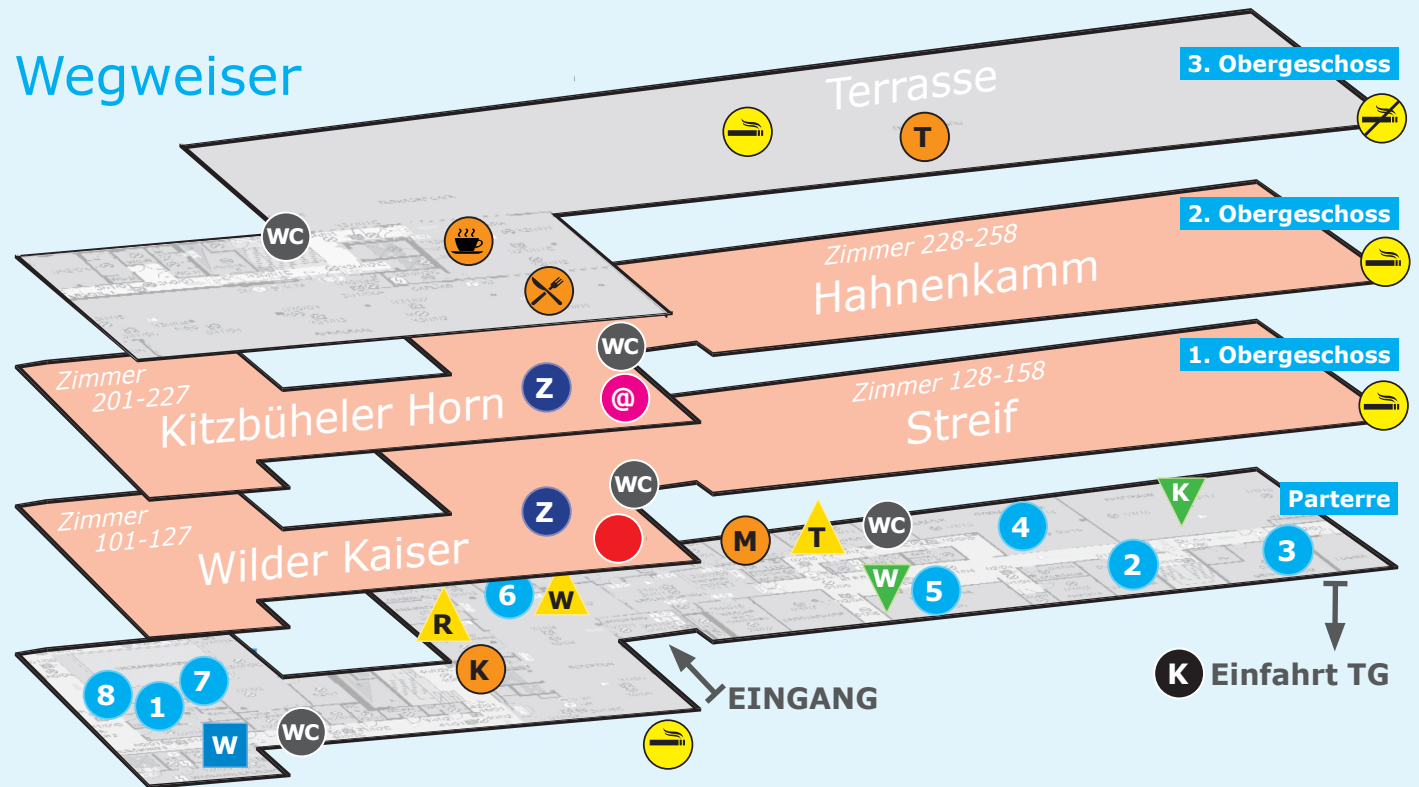 Wegweiser
3. Obergeschoss
Terrasse
T
WC
2. Obergeschoss
Zimmer 228-258
Hahnenkamm
WC
1. Obergeschoss
Zimmer
201-227
Kitzbüheler Horn
Z
@
Zimmer 128-158
Streif
WC
Parterre
Zimmer
101-127
Wilder Kaiser
Z
M
T
WC
4
K
W
5
2
3
6
W
R
K
8
1
7
W
WC
EINGANG
K Einfahrt TG